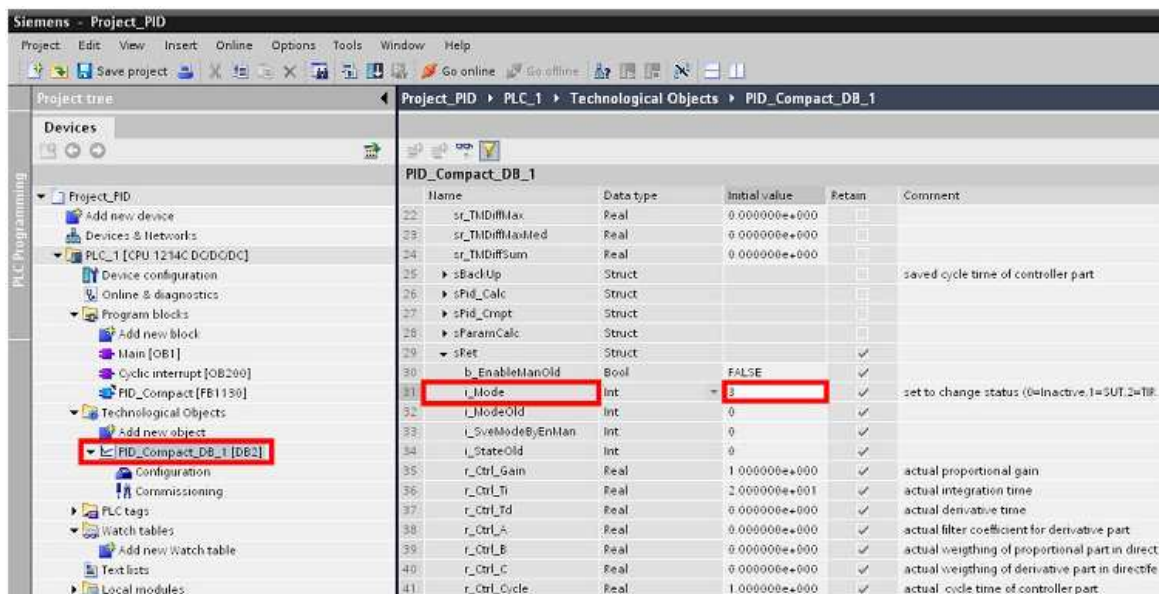 Siemens - Project_PID
Project Edit View Insert Online Options Tools Window Help
Save project Go online Go offline
Project tree
Project_PID PLC_1 Technological Objects PID_Compact_DB_1
Devices
PLC Programming
Project_PID
Add new device
Devices & Networks
PLC_1 [CPU 1214C DC/DC/DC]
Device configuration
Online & diagnostics
Program blocks
Add new block
Main [OB1]
Cyclic interrupt [OB200]
PID_Compact [FB1130]
Technological Objects
Add new object
PID_Compact_DB_1 [DB2]
Configuration
Commissioning
PLC tags
Watch tables
Add new Watch table
Text lists
Local modules
PID_Compact_DB_1
Name Data type Initial value Retain Comment
22 sr_TMDiffMax Real 0.000000e+000
23 sr_TMDiffMaxMed Real 0.000000e+000
24 sr_TMDiffSum Real 0.000000e+000
25 sBackUp Struct saved cycle time of controller part
26 sPid_Calc Struct
27 sPid_Cmpt Struct
28 sParamCalc Struct
29 sRet Struct
30 b_EnableManOld Bool FALSE
31 i_Mode Int 3 set to change status (0=Inactive,1=SUT,2=TIR
32 i_ModeOld Int 0
33 i_SveModeByEnMan Int 0
34 i_StateOld Int 0
35 r_Ctrl_Gain Real 1.000000e+000 actual proportional gain
36 r_Ctrl_Ti Real 2.000000e+001 actual integration time
37 r_Ctrl_Td Real 0.000000e+000 actual derivative time
38 r_Ctrl_A Real 0.000000e+000 actual filter coefficient for derivative part
39 r_Ctrl_B Real 0.000000e+000 actual weigthing of proportional part in direct
40 r_Ctrl_C Real 0.000000e+000 actual weigthing of derivative part in directfe
41 r_Ctrl_Cycle Real 1.000000e+000 actual cycle time of controller part